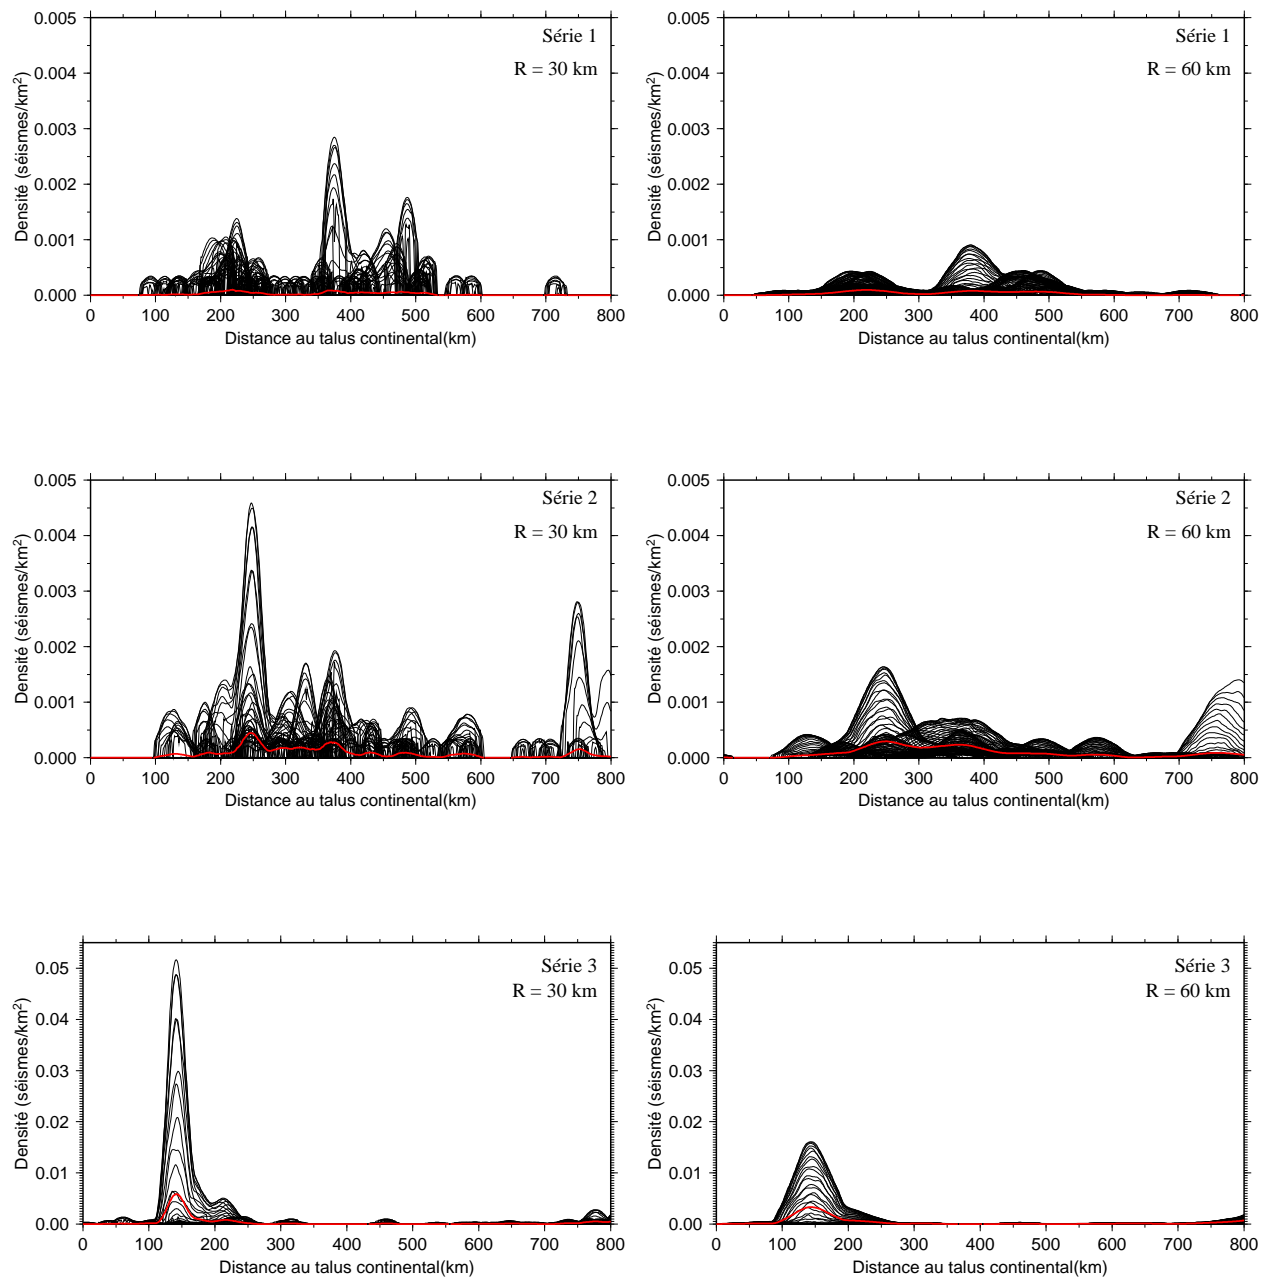 Série 1
R = 30 km
Densité (séismes/km²)
0.005
0.004
0.003
0.002
0.001
0.000
0 100 200 300 400 500 600 700 800
Distance au talus continental(km)
Série 1
R = 60 km
Densité (séismes/km²)
0.005
0.004
0.003
0.002
0.001
0.000
0 100 200 300 400 500 600 700 800
Distance au talus continental(km)
Série 2
R = 30 km
Densité (séismes/km²)
0.005
0.004
0.003
0.002
0.001
0.000
0 100 200 300 400 500 600 700 800
Distance au talus continental(km)
Série 2
R = 60 km
Densité (séismes/km²)
0.005
0.004
0.003
0.002
0.001
0.000
0 100 200 300 400 500 600 700 800
Distance au talus continental(km)
Série 3
R = 30 km
Densité (séismes/km²)
0.05
0.04
0.03
0.02
0.01
0.00
0 100 200 300 400 500 600 700 800
Distance au talus continental(km)
Série 3
R = 60 km
Densité (séismes/km²)
0.05
0.04
0.03
0.02
0.01
0.00
0 100 200 300 400 500 600 700 800
Distance au talus continental(km)